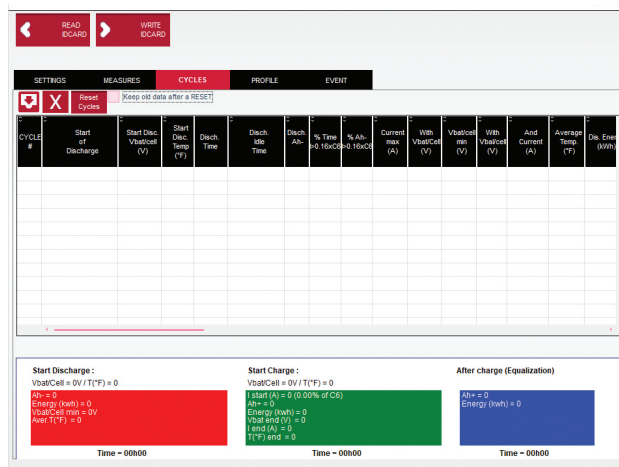 READ
IDCARD
WRITE
IDCARD
SETTINGS MEASURES CYCLES PROFILE EVENT
X
Reset
Cycles
Keep old data after a RESET
CYCLE
#
Start
of
Discharge
Start Disc.
Vbat/cell
(V)
Start
Disc.
Temp
(°F)
Disch.
Time
Disch.
Idle
Time
Disch.
Ah-
% Time
>0.16xC6
% Ah-
>0.16xC6
Current
max
(A)
With
Vbat/Cell
(V)
Vbat/cell
min
(V)
With
Vbal/cell
(V)
And
Current
(A)
Average
Temp.
(°F)
Dis. Ener
(kWh)
Start Discharge :
Vbat/Cell = 0V / T(°F) = 0
Ah- = 0
Energy (kwh) = 0
Vbat/Cell min = 0V
Aver.T(°F) = 0
Time = 00h00
Start Charge :
Vbat/Cell = 0V / T(°F) = 0
I start (A) = 0 (0.00% of C6)
Ah+ = 0
Energy (kwh) = 0
Vbat end (V) = 0
I end (A) = 0
T(°F) end = 0
Time = 00h00
After charge (Equalization)
Ah+ = 0
Energy (kwh) = 0
Time = 00h00